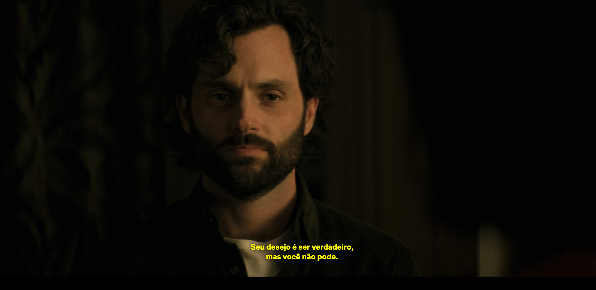 Seu desejo é ser verdadeiro,
mas você não pode.